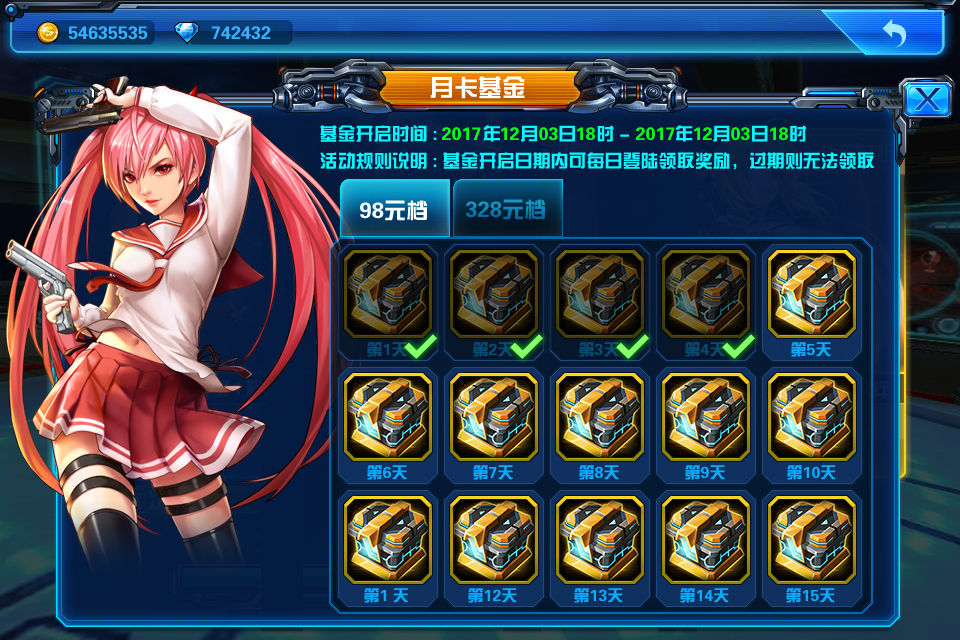 54635535 742432
月卡基金
基金开启时间：2017年12月03日18时 - 2017年12月03日18时
活动规则说明：基金开启日期内可每日登陆领取奖励，过期则无法领取
98元档 328元档
第1天 第2天 第3天 第4天 第5天
第6天 第7天 第8天 第9天 第10天
第1 天 第12天 第13天 第14天 第15天